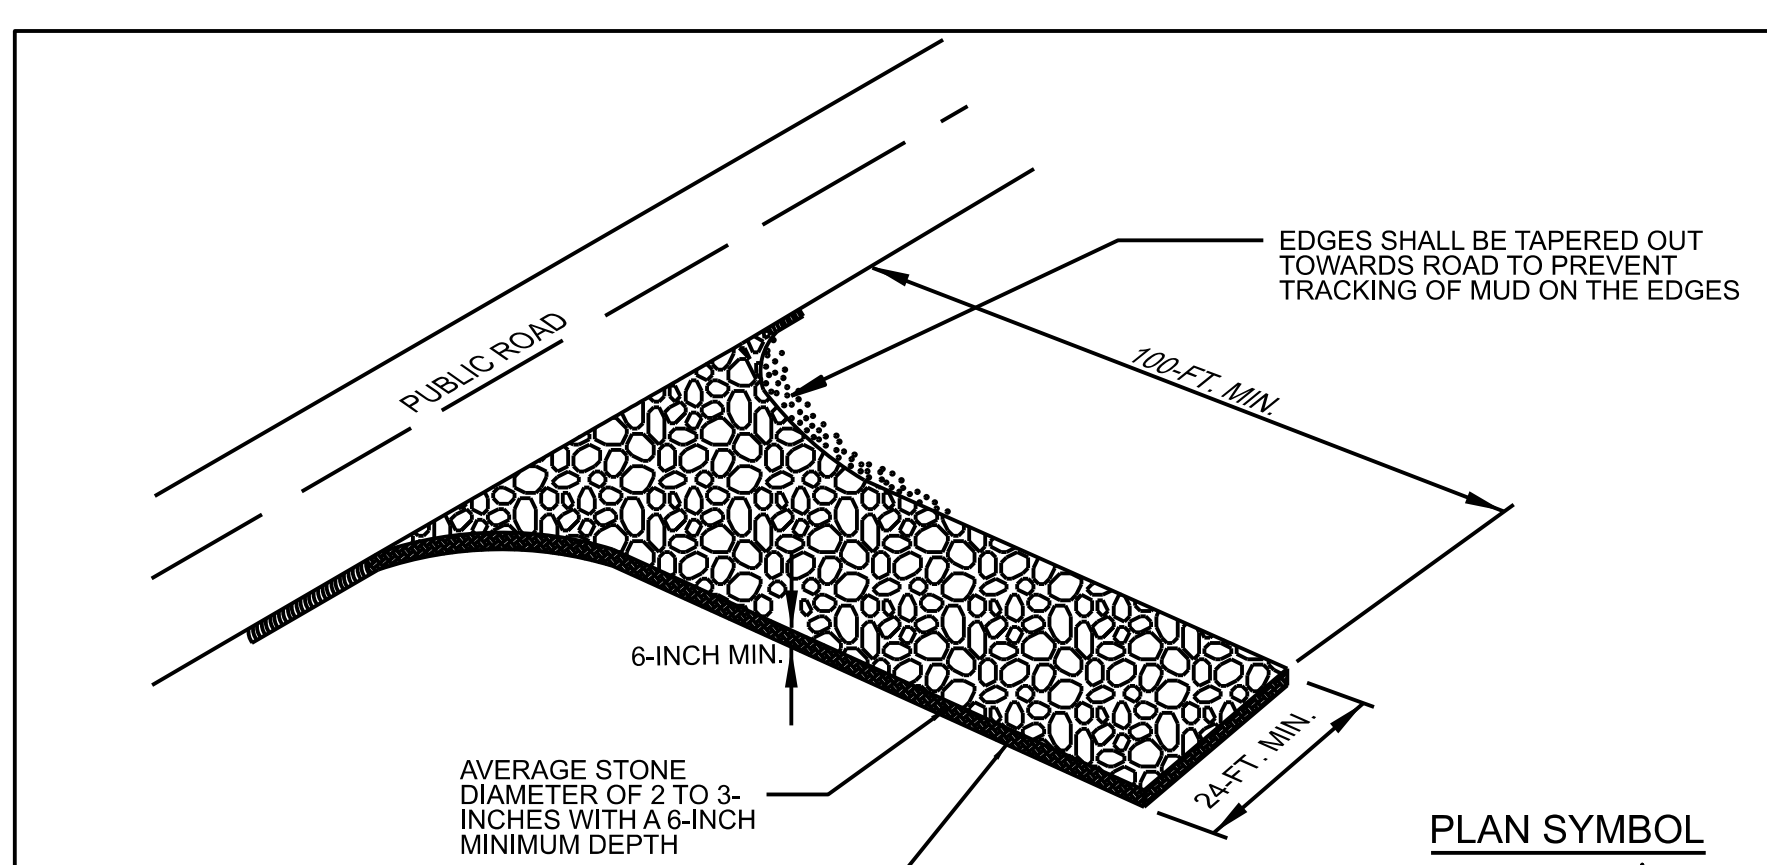 EDGES SHALL BE TAPERED OUT
TOWARDS ROAD TO PREVENT
TRACKING OF MUD ON THE EDGES
PUBLIC ROAD
100-FT. MIN.
6-INCH MIN.
24-FT. MIN.
AVERAGE STONE
DIAMETER OF 2 TO 3-
INCHES WITH A 6-INCH
MINIMUM DEPTH
PLAN SYMBOL